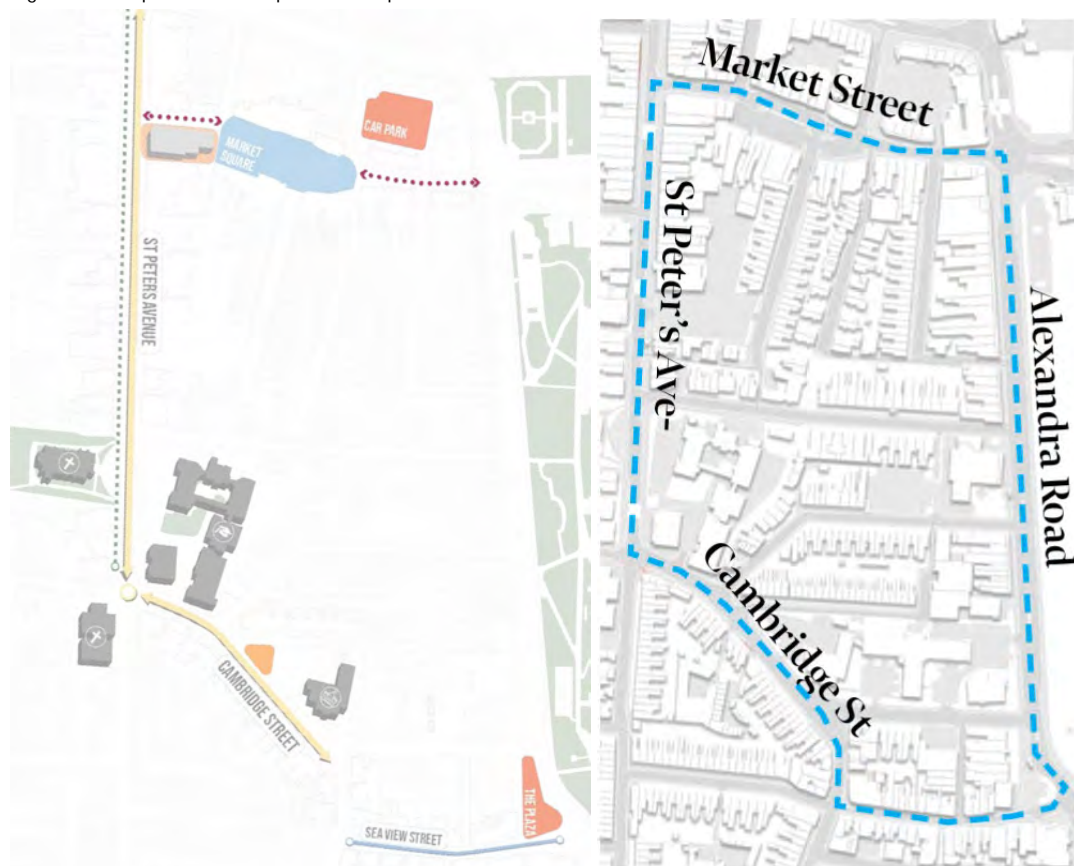 CAR PARK
MARKET
SQUARE
ST PETERS AVENUE
CAMBRIDGE STREET
THE PLAZA
SEA VIEW STREET
Market Street
St Peter's Ave-
Alexandra Road
Cambridge St